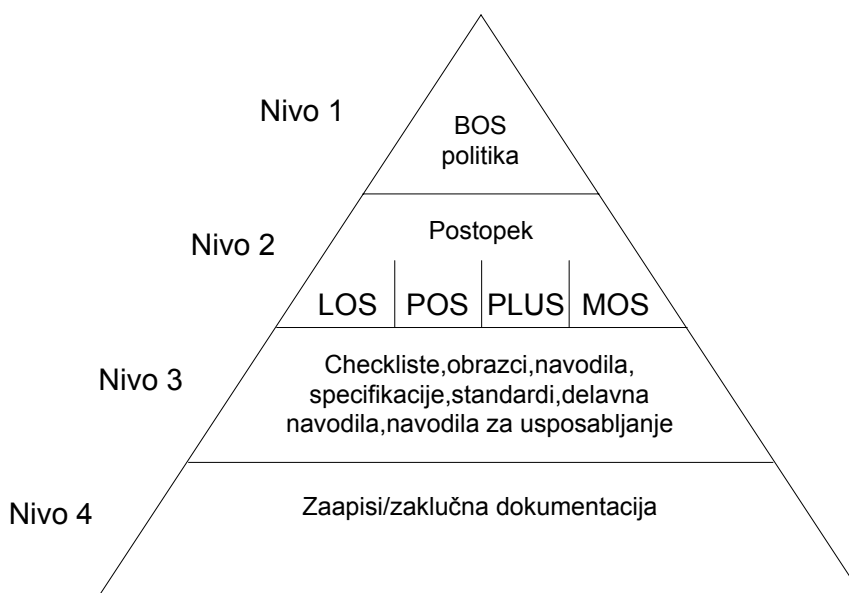 Nivo 1
BOS
politika
Nivo 2
Postopek
LOS POS PLUS MOS
Nivo 3
Checkliste,obrazci,navodila,
specifikacije,standardi,delavna
navodila,navodila za usposabljanje
Nivo 4
Zaapisi/zaklučna dokumentacija